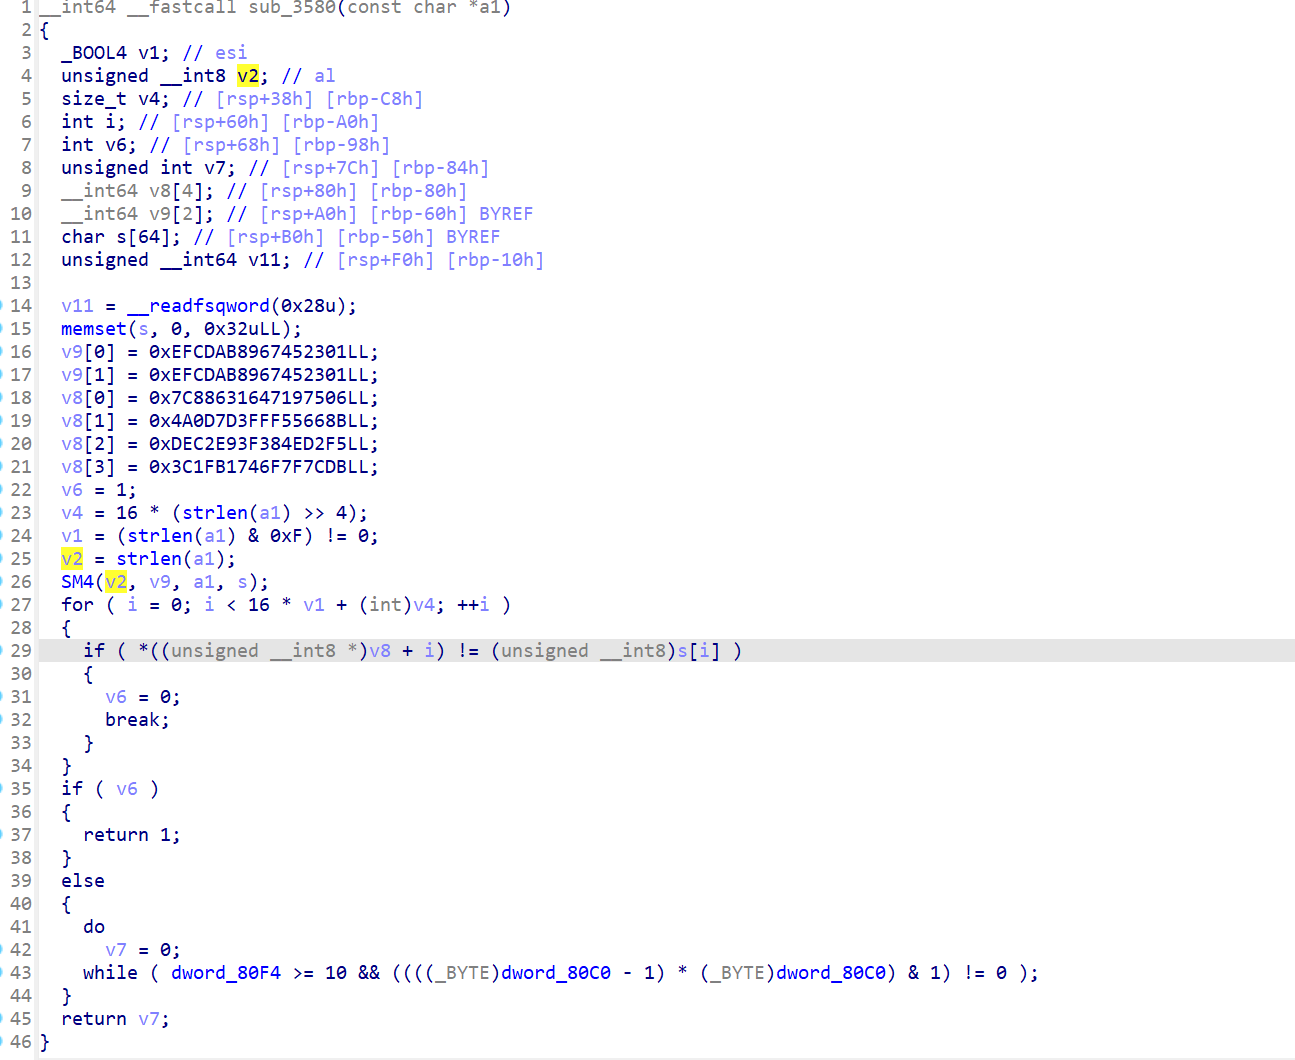 1 __int64 __fastcall sub_3580(const char *a1)
2 {
3   _BOOL4 v1; // esi
4   unsigned __int8 v2; // al
5   size_t v4; // [rsp+38h] [rbp-C8h]
6   int i; // [rsp+60h] [rbp-A0h]
7   int v6; // [rsp+68h] [rbp-98h]
8   unsigned int v7; // [rsp+7Ch] [rbp-84h]
9   __int64 v8[4]; // [rsp+80h] [rbp-80h]
10   __int64 v9[2]; // [rsp+A0h] [rbp-60h] BYREF
11   char s[64]; // [rsp+B0h] [rbp-50h] BYREF
12   unsigned __int64 v11; // [rsp+F0h] [rbp-10h]
13
14   v11 = __readfsqword(0x28u);
15   memset(s, 0, 0x32uLL);
16   v9[0] = 0xEFCDAB8967452301LL;
17   v9[1] = 0xEFCDAB8967452301LL;
18   v8[0] = 0x7C88631647197506LL;
19   v8[1] = 0x4A0D7D3FFF55668BLL;
20   v8[2] = 0xDEC2E93F384ED2F5LL;
21   v8[3] = 0x3C1FB1746F7F7CDBLL;
22   v6 = 1;
23   v4 = 16 * (strlen(a1) >> 4);
24   v1 = (strlen(a1) & 0xF) != 0;
25   v2 = strlen(a1);
26   SM4(v2, v9, a1, s);
27   for ( i = 0; i < 16 * v1 + (int)v4; ++i )
28   {
29     if ( *((unsigned __int8 *)v8 + i) != (unsigned __int8)s[i] )
30     {
31       v6 = 0;
32       break;
33     }
34   }
35   if ( v6 )
36   {
37     return 1;
38   }
39   else
40   {
41     do
42       v7 = 0;
43     while ( dword_80F4 >= 10 && ((((_BYTE)dword_80C0 - 1) * (_BYTE)dword_80C0) & 1) != 0 );
44   }
45   return v7;
46 }